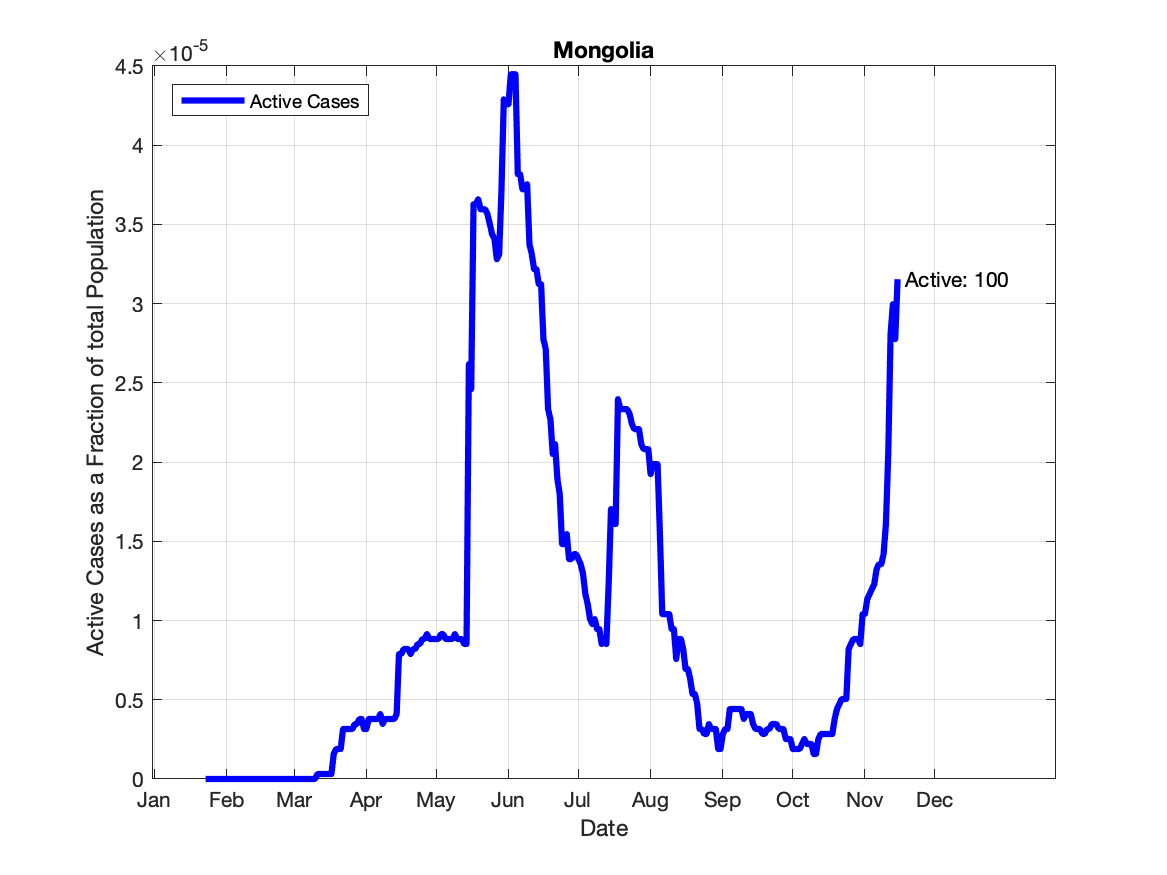 Mongolia
×10-5
4.5
4
3.5
3
2.5
2
1.5
1
0.5
0
Active Cases as a Fraction of total Population
Active Cases
Active: 100
Jan Feb Mar Apr May Jun Jul Aug Sep Oct Nov Dec
Date